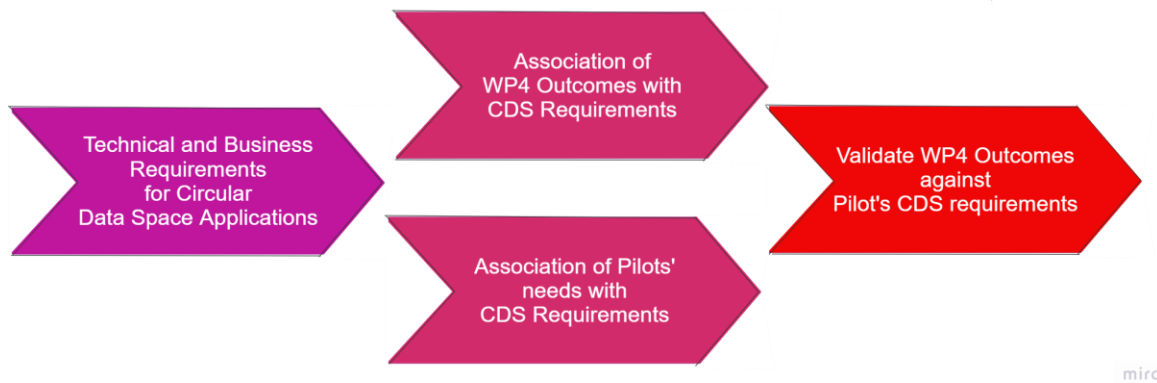 Technical and Business
Requirements
for Circular
Data Space Applications
Association of
WP4 Outcomes with
CDS Requirements
Association of Pilots'
needs with
CDS Requirements
Validate WP4 Outcomes
against
Pilot's CDS requirements